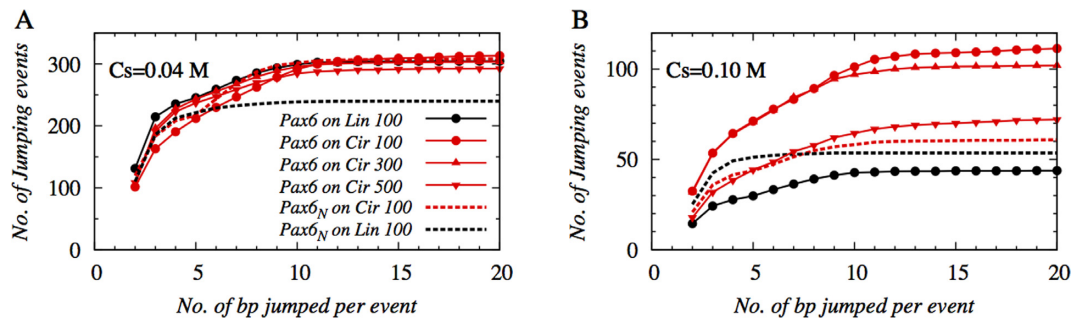 A
No. of Jumping events
300
200
100
0
Cs=0.04 M
Pax6 on Lin 100
Pax6 on Cir 100
Pax6 on Cir 300
Pax6 on Cir 500
Pax6N on Cir 100
Pax6N on Lin 100
0 5 10 15 20
No. of bp jumped per event
B
No. of Jumping events
100
50
0
Cs=0.10 M
0 5 10 15 20
No. of bp jumped per event